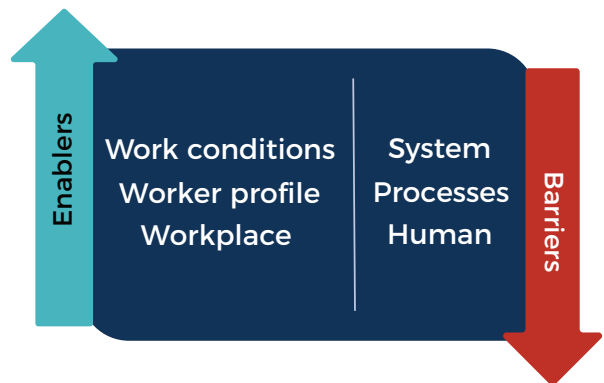 Enablers
Work conditions
Worker profile
Workplace
System
Processes
Human
Barriers